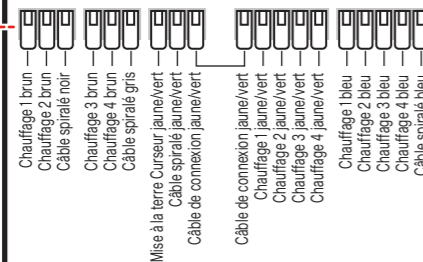 Chauffage 1 brun
Chauffage 2 brun
Câble spiralé noir
Chauffage 3 brun
Chauffage 4 brun
Câble spiralé gris
Mise à la terre Curseur jaune/vert
Câble spiralé jaune/vert
Câble de connexion jaune/vert
Câble de connexion jaune/vert
Chauffage 1 jaune/vert
Chauffage 2 jaune/vert
Chauffage 3 jaune/vert
Chauffage 4 jaune/vert
Chauffage 1 bleu
Chauffage 2 bleu
Chauffage 3 bleu
Chauffage 4 bleu
Câble spiralé bleu